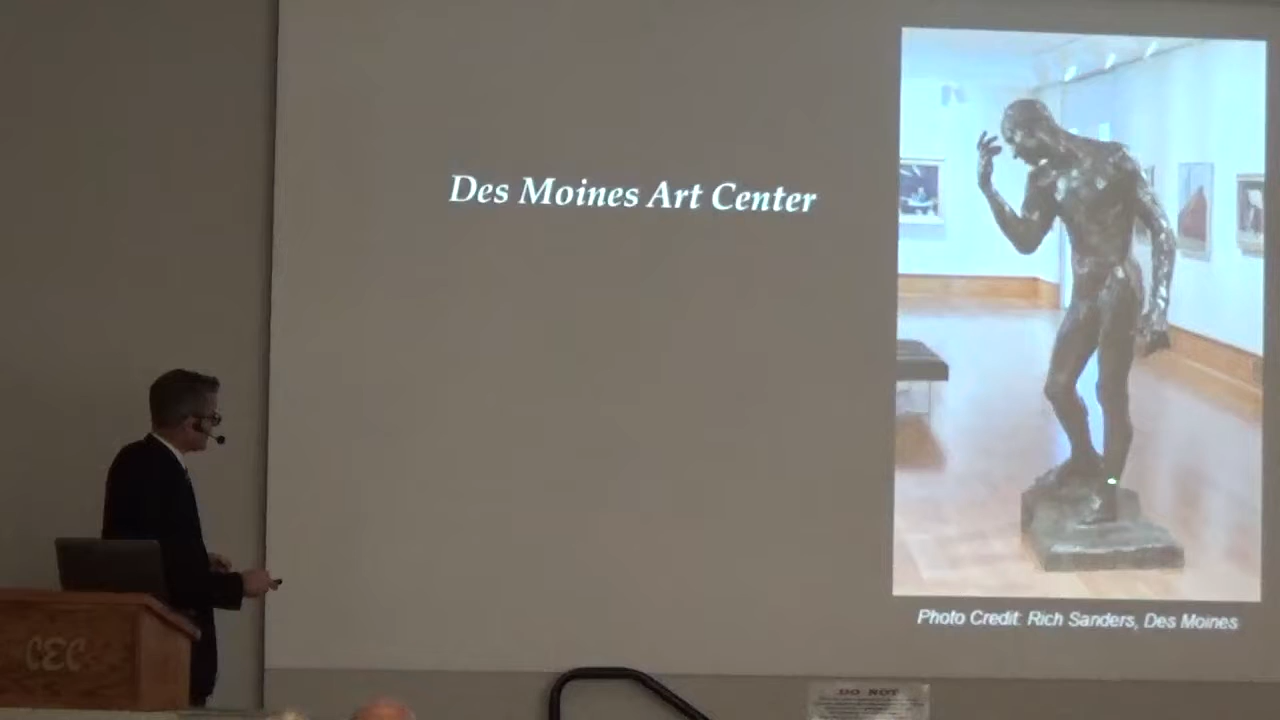 Des Moines Art Center
Photo Credit: Rich Sanders, Des Moines
CEC
DO NOT